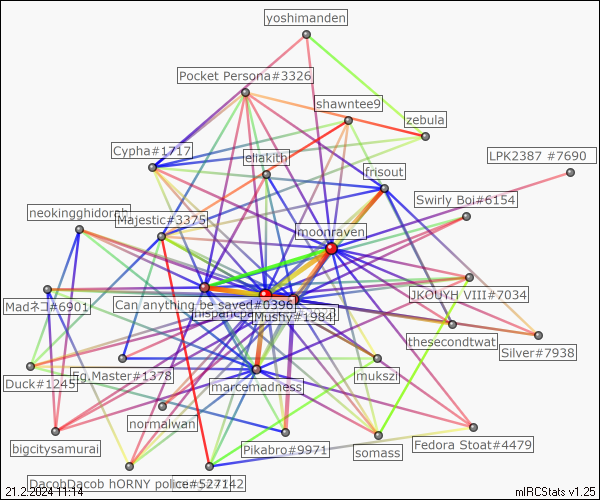 yoshimanden
Pocket Persona#3326
shawntee9
zebula
Cypha#1717
eliakith
LPK2387 #7690
frisout
Swirly Boi#6154
neokingghidorah
Majestic#3375
moonraven
Madネコ#6901
Can anything be saved#0396
JKOUYH VIII#7034
Mushy#1984
thesecondtwat
Silver#7938
Duck#1245
Eg.Master#1378
marcemadness
mukszl
normalwan
bigcitysamurai
Pikabro#9971
somass
Fedora Stoat#4479
DacobDacob hORNY police
21.2.2024 11:14
mIRCStats v1.25